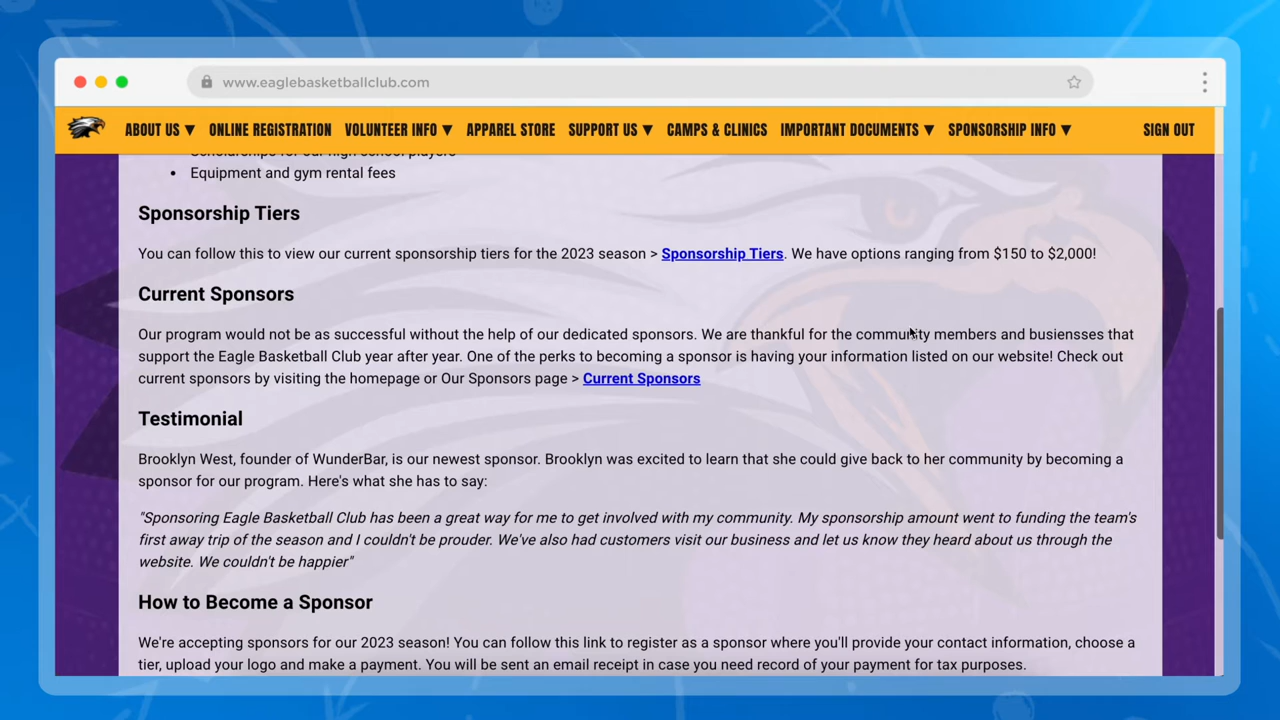 www.eaglebasketballclub.com
ABOUT US ▼ ONLINE REGISTRATION VOLUNTEER INFO ▼ APPAREL STORE SUPPORT US ▼ CAMPS & CLINICS IMPORTANT DOCUMENTS ▼ SPONSORSHIP INFO ▼ SIGN OUT
Scholarships for our high school players
• Equipment and gym rental fees
Sponsorship Tiers
You can follow this to view our current sponsorship tiers for the 2023 season > Sponsorship Tiers. We have options ranging from $150 to $2,000!
Current Sponsors
Our program would not be as successful without the help of our dedicated sponsors. We are thankful for the community members and busiensses that
support the Eagle Basketball Club year after year. One of the perks to becoming a sponsor is having your information listed on our website! Check out
current sponsors by visiting the homepage or Our Sponsors page > Current Sponsors
Testimonial
Brooklyn West, founder of WunderBar, is our newest sponsor. Brooklyn was excited to learn that she could give back to her community by becoming a
sponsor for our program. Here's what she has to say:
"Sponsoring Eagle Basketball Club has been a great way for me to get involved with my community. My sponsorship amount went to funding the team's
first away trip of the season and I couldn't be prouder. We've also had customers visit our business and let us know they heard about us through the
website. We couldn't be happier"
How to Become a Sponsor
We're accepting sponsors for our 2023 season! You can follow this link to register as a sponsor where you'll provide your contact information, choose a
tier, upload your logo and make a payment. You will be sent an email receipt in case you need record of your payment for tax purposes.